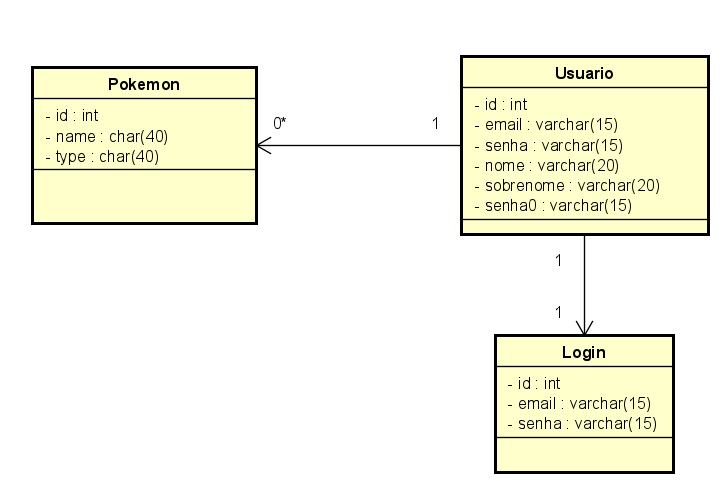 Pokemon
- id : int
- name : char(40)
- type : char(40)
0*
1
Usuario
- id : int
- email : varchar(15)
- senha : varchar(15)
- nome : varchar(20)
- sobrenome : varchar(20)
- senha0 : varchar(15)
1
1
Login
- id : int
- email : varchar(15)
- senha : varchar(15)